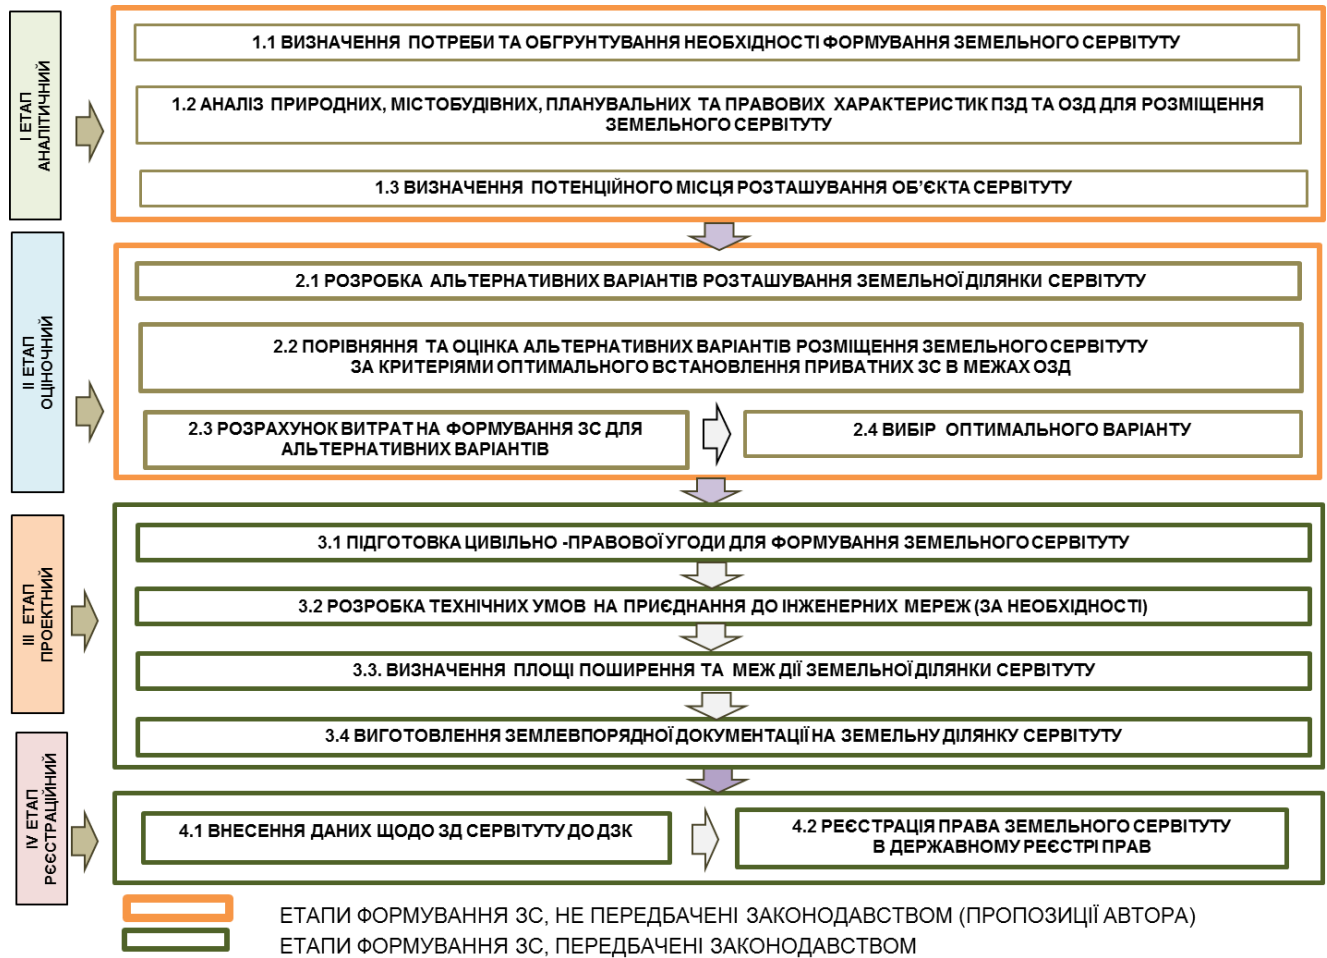 І ЕТАП
АНАЛІТИЧНИЙ
1.1 ВИЗНАЧЕННЯ ПОТРЕБИ ТА ОБГРУНТУВАННЯ НЕОБХІДНОСТІ ФОРМУВАННЯ ЗЕМЕЛЬНОГО СЕРВІТУТУ
1.2 АНАЛІЗ ПРИРОДНИХ, МІСТОБУДІВНИХ, ПЛАНУВАЛЬНИХ ТА ПРАВОВИХ ХАРАКТЕРИСТИК ПЗД ТА ОЗД ДЛЯ РОЗМІЩЕННЯ
ЗЕМЕЛЬНОГО СЕРВІТУТУ
1.3 ВИЗНАЧЕННЯ ПОТЕНЦІЙНОГО МІСЦЯ РОЗТАШУВАННЯ ОБ’ЄКТА СЕРВІТУТУ
ІІ ЕТАП
ОЦІНОЧНИЙ
2.1 РОЗРОБКА АЛЬТЕРНАТИВНИХ ВАРІАНТІВ РОЗТАШУВАННЯ ЗЕМЕЛЬНОЇ ДІЛЯНКИ СЕРВІТУТУ
2.2 ПОРІВНЯННЯ ТА ОЦІНКА АЛЬТЕРНАТИВНИХ ВАРІАНТІВ РОЗМІЩЕННЯ ЗЕМЕЛЬНОГО СЕРВІТУТУ
ЗА КРИТЕРІЯМИ ОПТИМАЛЬНОГО ВСТАНОВЛЕННЯ ПРИВАТНИХ ЗС В МЕЖАХ ОЗД
2.3 РОЗРАХУНОК ВИТРАТ НА ФОРМУВАННЯ ЗС ДЛЯ
АЛЬТЕРНАТИВНИХ ВАРІАНТІВ
2.4 ВИБІР ОПТИМАЛЬНОГО ВАРІАНТУ
ІІІ ЕТАП
ПРОЕКТНИЙ
3.1 ПІДГОТОВКА ЦИВІЛЬНО -ПРАВОВОЇ УГОДИ ДЛЯ ФОРМУВАННЯ ЗЕМЕЛЬНОГО СЕРВІТУТУ
3.2 РОЗРОБКА ТЕХНІЧНИХ УМОВ НА ПРИЄДНАННЯ ДО ІНЖЕНЕРНИХ МЕРЕЖ (ЗА НЕОБХІДНОСТІ)
3.3. ВИЗНАЧЕННЯ ПЛОЩІ ПОШИРЕННЯ ТА МЕЖ ДІЇ ЗЕМЕЛЬНОЇ ДІЛЯНКИ СЕРВІТУТУ
3.4 ВИГОТОВЛЕННЯ ЗЕМЛЕВПОРЯДНОЇ ДОКУМЕНТАЦІЇ НА ЗЕМЕЛЬНУ ДІЛЯНКУ СЕРВІТУТУ
IV ЕТАП
РЄЄСТРАЦІЙНИЙ
4.1 ВНЕСЕННЯ ДАНИХ ЩОДО ЗД СЕРВІТУТУ ДО ДЗК
4.2 РЕЄСТРАЦІЯ ПРАВА ЗЕМЕЛЬНОГО СЕРВІТУТУ
В ДЕРЖАВНОМУ РЕЄСТРІ ПРАВ
ЕТАПИ ФОРМУВАННЯ ЗС, НЕ ПЕРЕДБАЧЕНІ ЗАКОНОДАВСТВОМ (ПРОПОЗИЦІЇ АВТОРА)
ЕТАПИ ФОРМУВАННЯ ЗС, ПЕРЕДБАЧЕНІ ЗАКОНОДАВСТВОМ